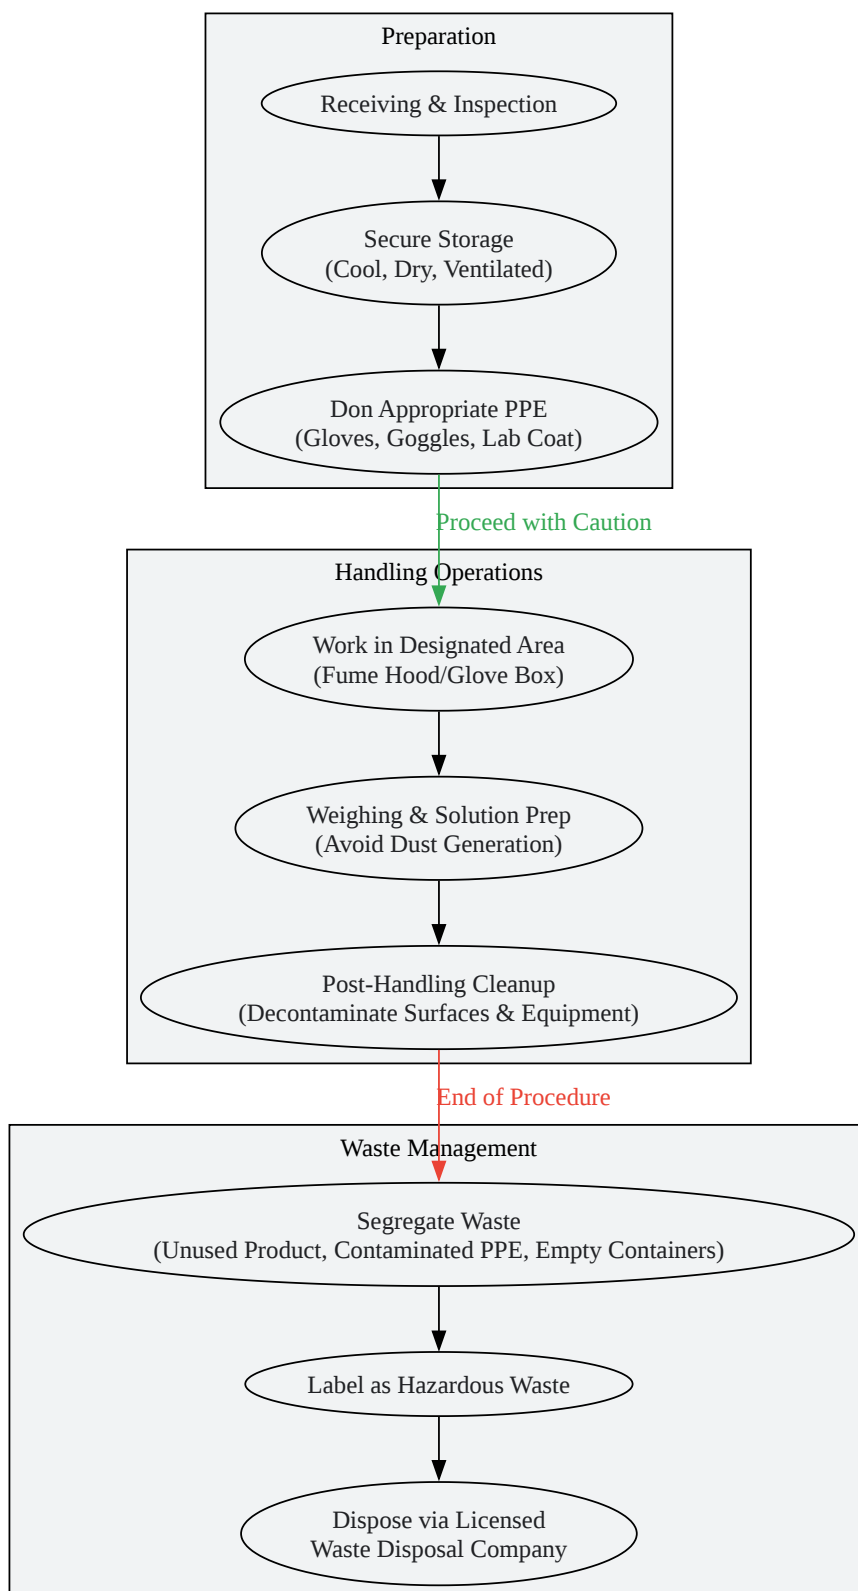 Preparation
Receiving & Inspection
Secure Storage
(Cool, Dry, Ventilated)
Don Appropriate PPE
(Gloves, Goggles, Lab Coat)
Proceed with Caution
Handling Operations
Work in Designated Area
(Fume Hood/Glove Box)
Weighing & Solution Prep
(Avoid Dust Generation)
Post-Handling Cleanup
(Decontaminate Surfaces & Equipment)
End of Procedure
Waste Management
Segregate Waste
(Unused Product, Contaminated PPE, Empty Containers)
Label as Hazardous Waste
Dispose via Licensed
Waste Disposal Company